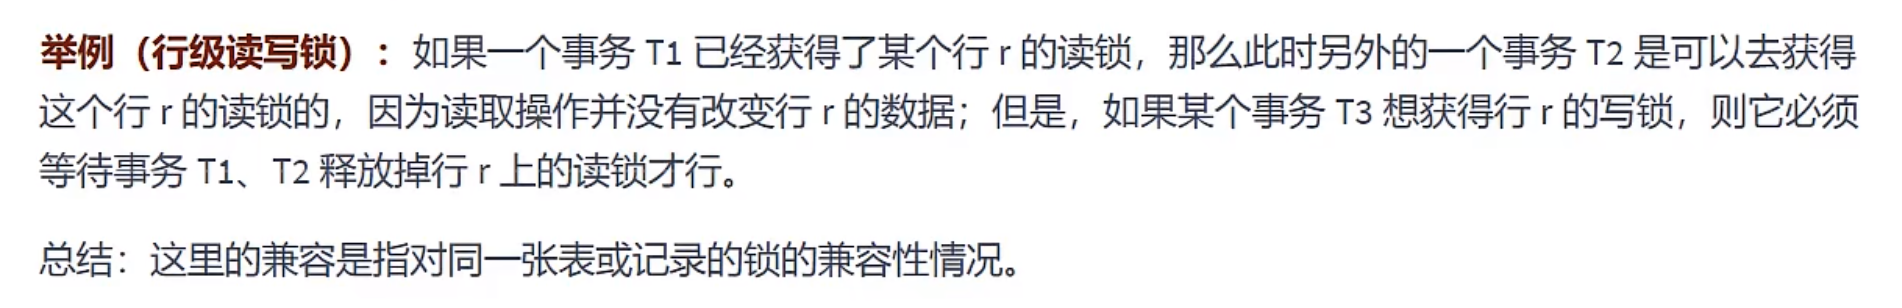 举例（行级读写锁）：如果一个事务 T1 已经获得了某个行 r 的读锁，那么此时另外的一个事务 T2 是可以去获得
这个行 r 的读锁的，因为读取操作并没有改变行 r 的数据；但是，如果某个事务 T3 想获得行 r 的写锁，则它必须
等待事务 T1、T2 释放掉行 r 上的读锁才行。
总结：这里的兼容是指对同一张表或记录的锁的兼容性情况。